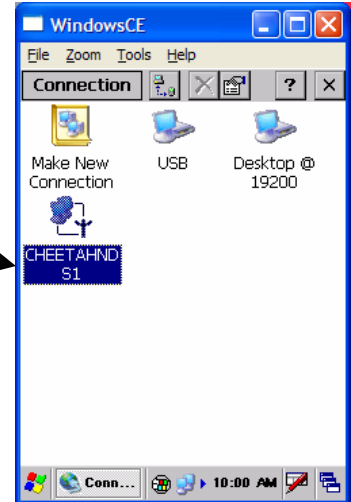 WindowsCE
File Zoom Tools Help
Connection ?
Make New
Connection
USB
Desktop @
19200
CHEETAHND
S1
Conn... 10:00 AM